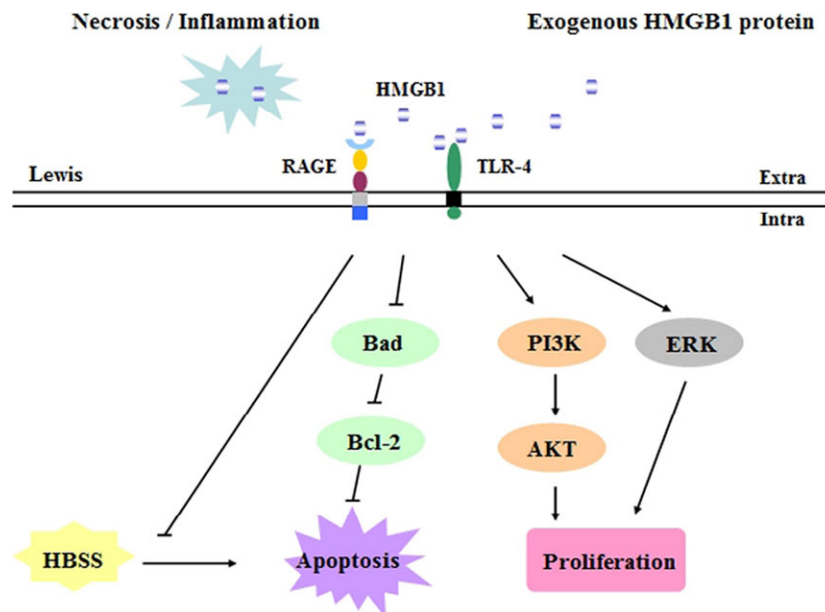 Necrosis / Inflammation
Exogenous HMGB1 protein
HMGB1
RAGE
TLR-4
Lewis
Extra
Intra
Bad
PI3K
ERK
Bcl-2
AKT
HBSS
Apoptosis
Proliferation